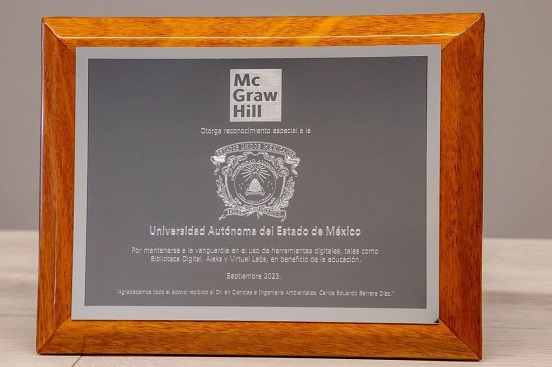 Mc
Graw
Hill
Otorga reconocimiento especial a la
Universidad Autónoma del Estado de México
Por mantenerse a la vanguardia en el uso de herramientas digitales, tales como
Biblioteca Digital, Aleks y Virtual Labs, en beneficio de la educación.
Septiembre 2023.
"Agradecemos todo el apoyo recibido al Dr. en Ciencias e Ingeniería Ambientales, Carlos Eduardo Barrera Díaz."